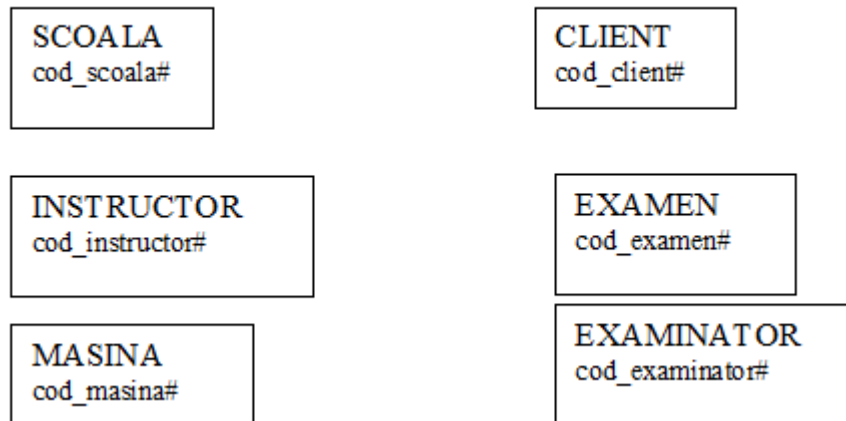 SCOALA
cod_scoala#
CLIENT
cod_client#
INSTRUCTOR
cod_instructor#
EXAMEN
cod_examen#
MASINA
cod_masina#
EXAMINATOR
cod_examinator#